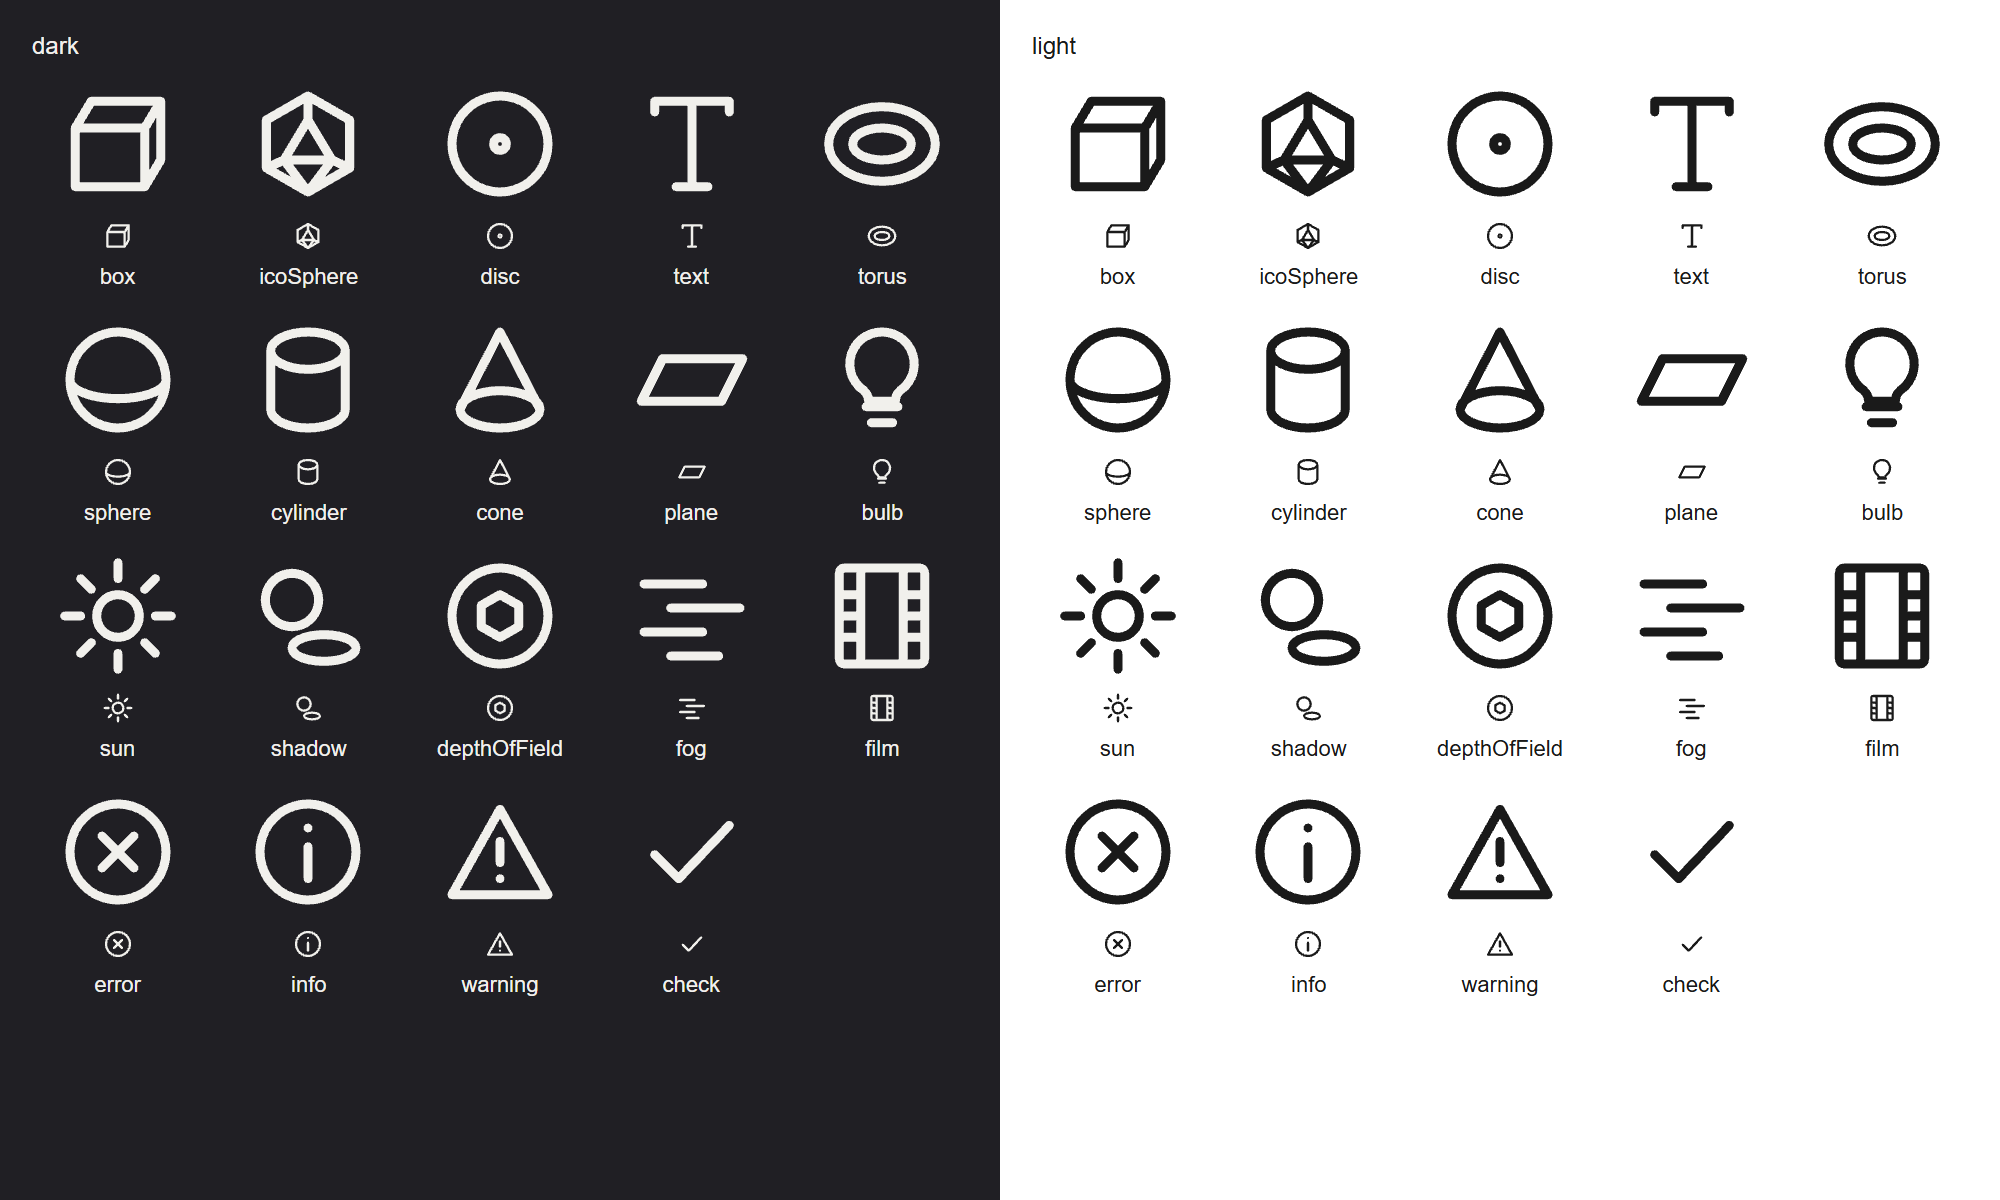 dark
box icoSphere disc text torus
sphere cylinder cone plane bulb
sun shadow depthOfField fog film
error info warning check
light
box icoSphere disc text torus
sphere cylinder cone plane bulb
sun shadow depthOfField fog film
error info warning check